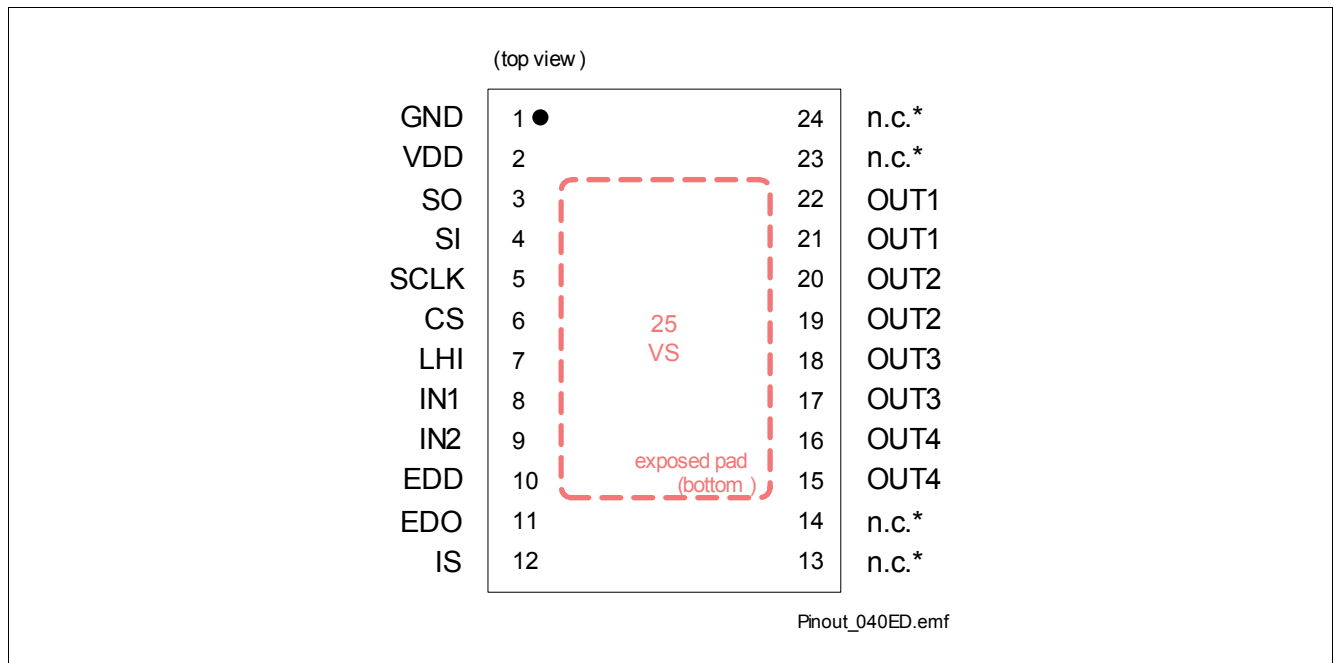 (top view )
GND 1 24 n.c.*
VDD 2 23 n.c.*
SO 3 22 OUT1
SI 4 21 OUT1
SCLK 5 20 OUT2
CS 6 19 OUT2
25
VS
LHI 7 18 OUT3
IN1 8 17 OUT3
IN2 9 16 OUT4
exposed pad
(bottom )
EDD 10 15 OUT4
EDO 11 14 n.c.*
IS 12 13 n.c.*
Pinout_040ED.emf